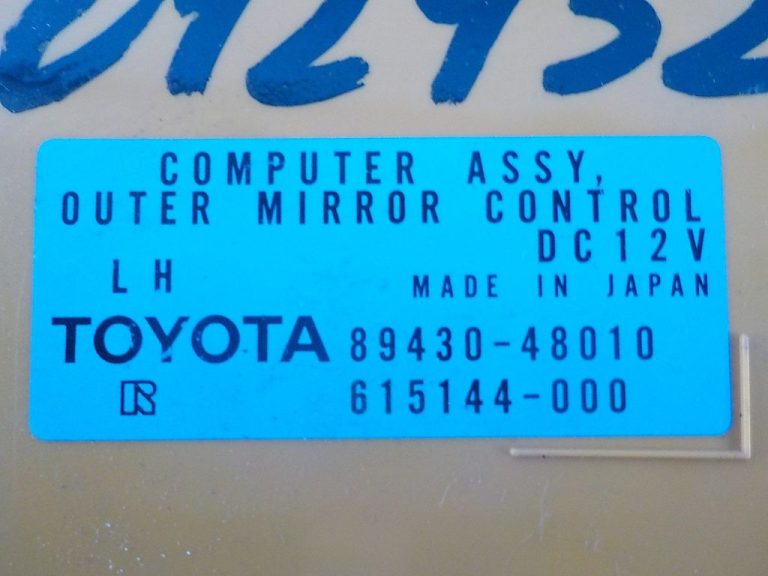 COMPUTER ASSY,
OUTER MIRROR CONTROL
DC12V
LH
MADE IN JAPAN
TOYOTA 89430-48010
R 615144-000